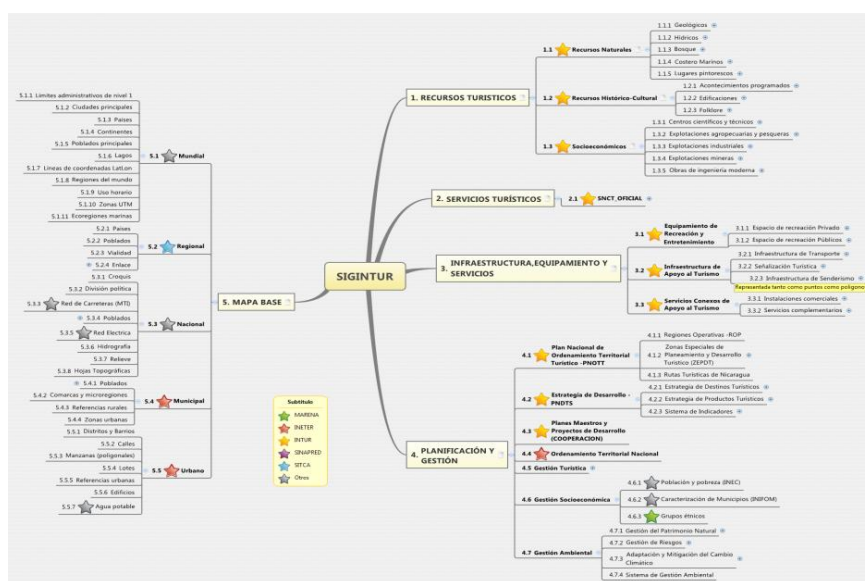 SIGINTUR
1. RECURSOS TURISTICOS
1.1 Recursos Naturales
1.1.1 Geológicos
1.1.2 Hídricos
1.1.3 Bosque
1.1.4 Costero Marinos
1.1.5 Lugares pintorescos
1.2 Recursos Histórico-Cultural
1.2.1 Acontecimientos programados
1.2.2 Edificaciones
1.2.3 Folklore
1.3 Socioeconómicos
1.3.1 Centros científicos y técnicos
1.3.2 Explotaciones agropecuarias y pesqueras
1.3.3 Explotaciones industriales
1.3.4 Explotaciones mineras
1.3.5 Obras de ingeniería moderna
2. SERVICIOS TURÍSTICOS
2.1 SNCT_OFICIAL
3. INFRAESTRUCTURA,EQUIPAMIENTO Y
SERVICIOS
3.1 Equipamiento de
Recreación y
Entretenimiento
3.1.1 Espacio de recreación Privado
3.1.2 Espacio de recreación Públicos
3.2 Infraestructura de
Apoyo al Turismo
3.2.1 Infraestructura de Transporte
3.2.2 Señalización Turistica
3.2.3 Infraestructura de Senderismo
Representada tanto como puntos como poligono
3.3 Servicios Conexos de
Apoyo al Turismo
3.3.1 Instalaciones comerciales
3.3.2 Servicios complementarios
4. PLANIFICACIÓN Y
GESTIÓN
4.1 Plan Nacional de
Ordenamiento Territorial
Turístico -PNOTT
4.1.1 Regiones Operativas -ROP
4.1.2 Zonas Especiales de
Planeamiento y Desarrollo
Turístico (ZEPDT)
4.1.3 Rutas Turísticas de Nicaragua
4.2 Estrategia de Desarrollo -
PNDTS
4.2.1 Estrategia de Destinos Turísticos
4.2.2 Estrategia de Productos Turísticos
4.2.3 Sistema de Indicadores
4.3 Planes Maestros y
Proyectos de Desarrollo
(COOPERACION)
4.4 Ordenamiento Territorial Nacional
4.5 Gestión Turística
4.6 Gestión Socioeconómica
4.6.1 Población y pobreza (INEC)
4.6.2 Caracterización de Municipios (INIFOM)
4.6.3 Grupos étnicos
4.7 Gestión Ambiental
4.7.1 Gestión del Patrimonio Natural
4.7.2 Gestión de Riesgos
4.7.3 Adaptación y Mitigación del Cambio
Climático
4.7.4 Sistema de Gestión Ambiental
5. MAPA BASE
5.1 Mundial
5.1.1 Limites administrativos de nivel 1
5.1.2 Ciudades principales
5.1.3 Paises
5.1.4 Continentes
5.1.5 Poblados principales
5.1.6 Lagos
5.1.7 Lineas de coordenadas LatLon
5.1.8 Regiones del mundo
5.1.9 Uso horario
5.1.10 Zonas UTM
5.1.11 Ecoregiones marinas
5.2 Regional
5.2.1 Paises
5.2.2 Poblados
5.2.3 Vialidad
5.2.4 Enlace
5.3 Nacional
5.3.1 Croquis
5.3.2 División política
5.3.3 Red de Carreteras (MTI)
5.3.4 Poblados
5.3.5 Red Electrica
5.3.6 Hidrografía
5.3.7 Relieve
5.3.8 Hojas Topográficas
5.4 Municipal
5.4.1 Poblados
5.4.2 Comarcas y microregiones
5.4.3 Referencias rurales
5.4.4 Zonas urbanas
5.5 Urbano
5.5.1 Distritos y Barrios
5.5.2 Calles
5.5.3 Manzanas (poligonales)
5.5.4 Lotes
5.5.5 Referencias urbanas
5.5.6 Edificios
5.5.7 Agua potable
Subtítulo
MARENA
INETER
INTUR
SINAPRED
SITCA
Otros